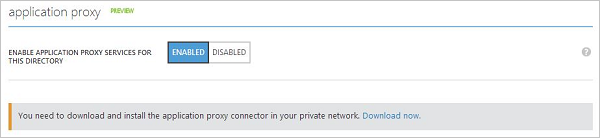 application proxy PREVIEW
ENABLE APPLICATION PROXY SERVICES FOR ENABLED DISABLED ?
THIS DIRECTORY
You need to download and install the application proxy connector in your private network. Download now.